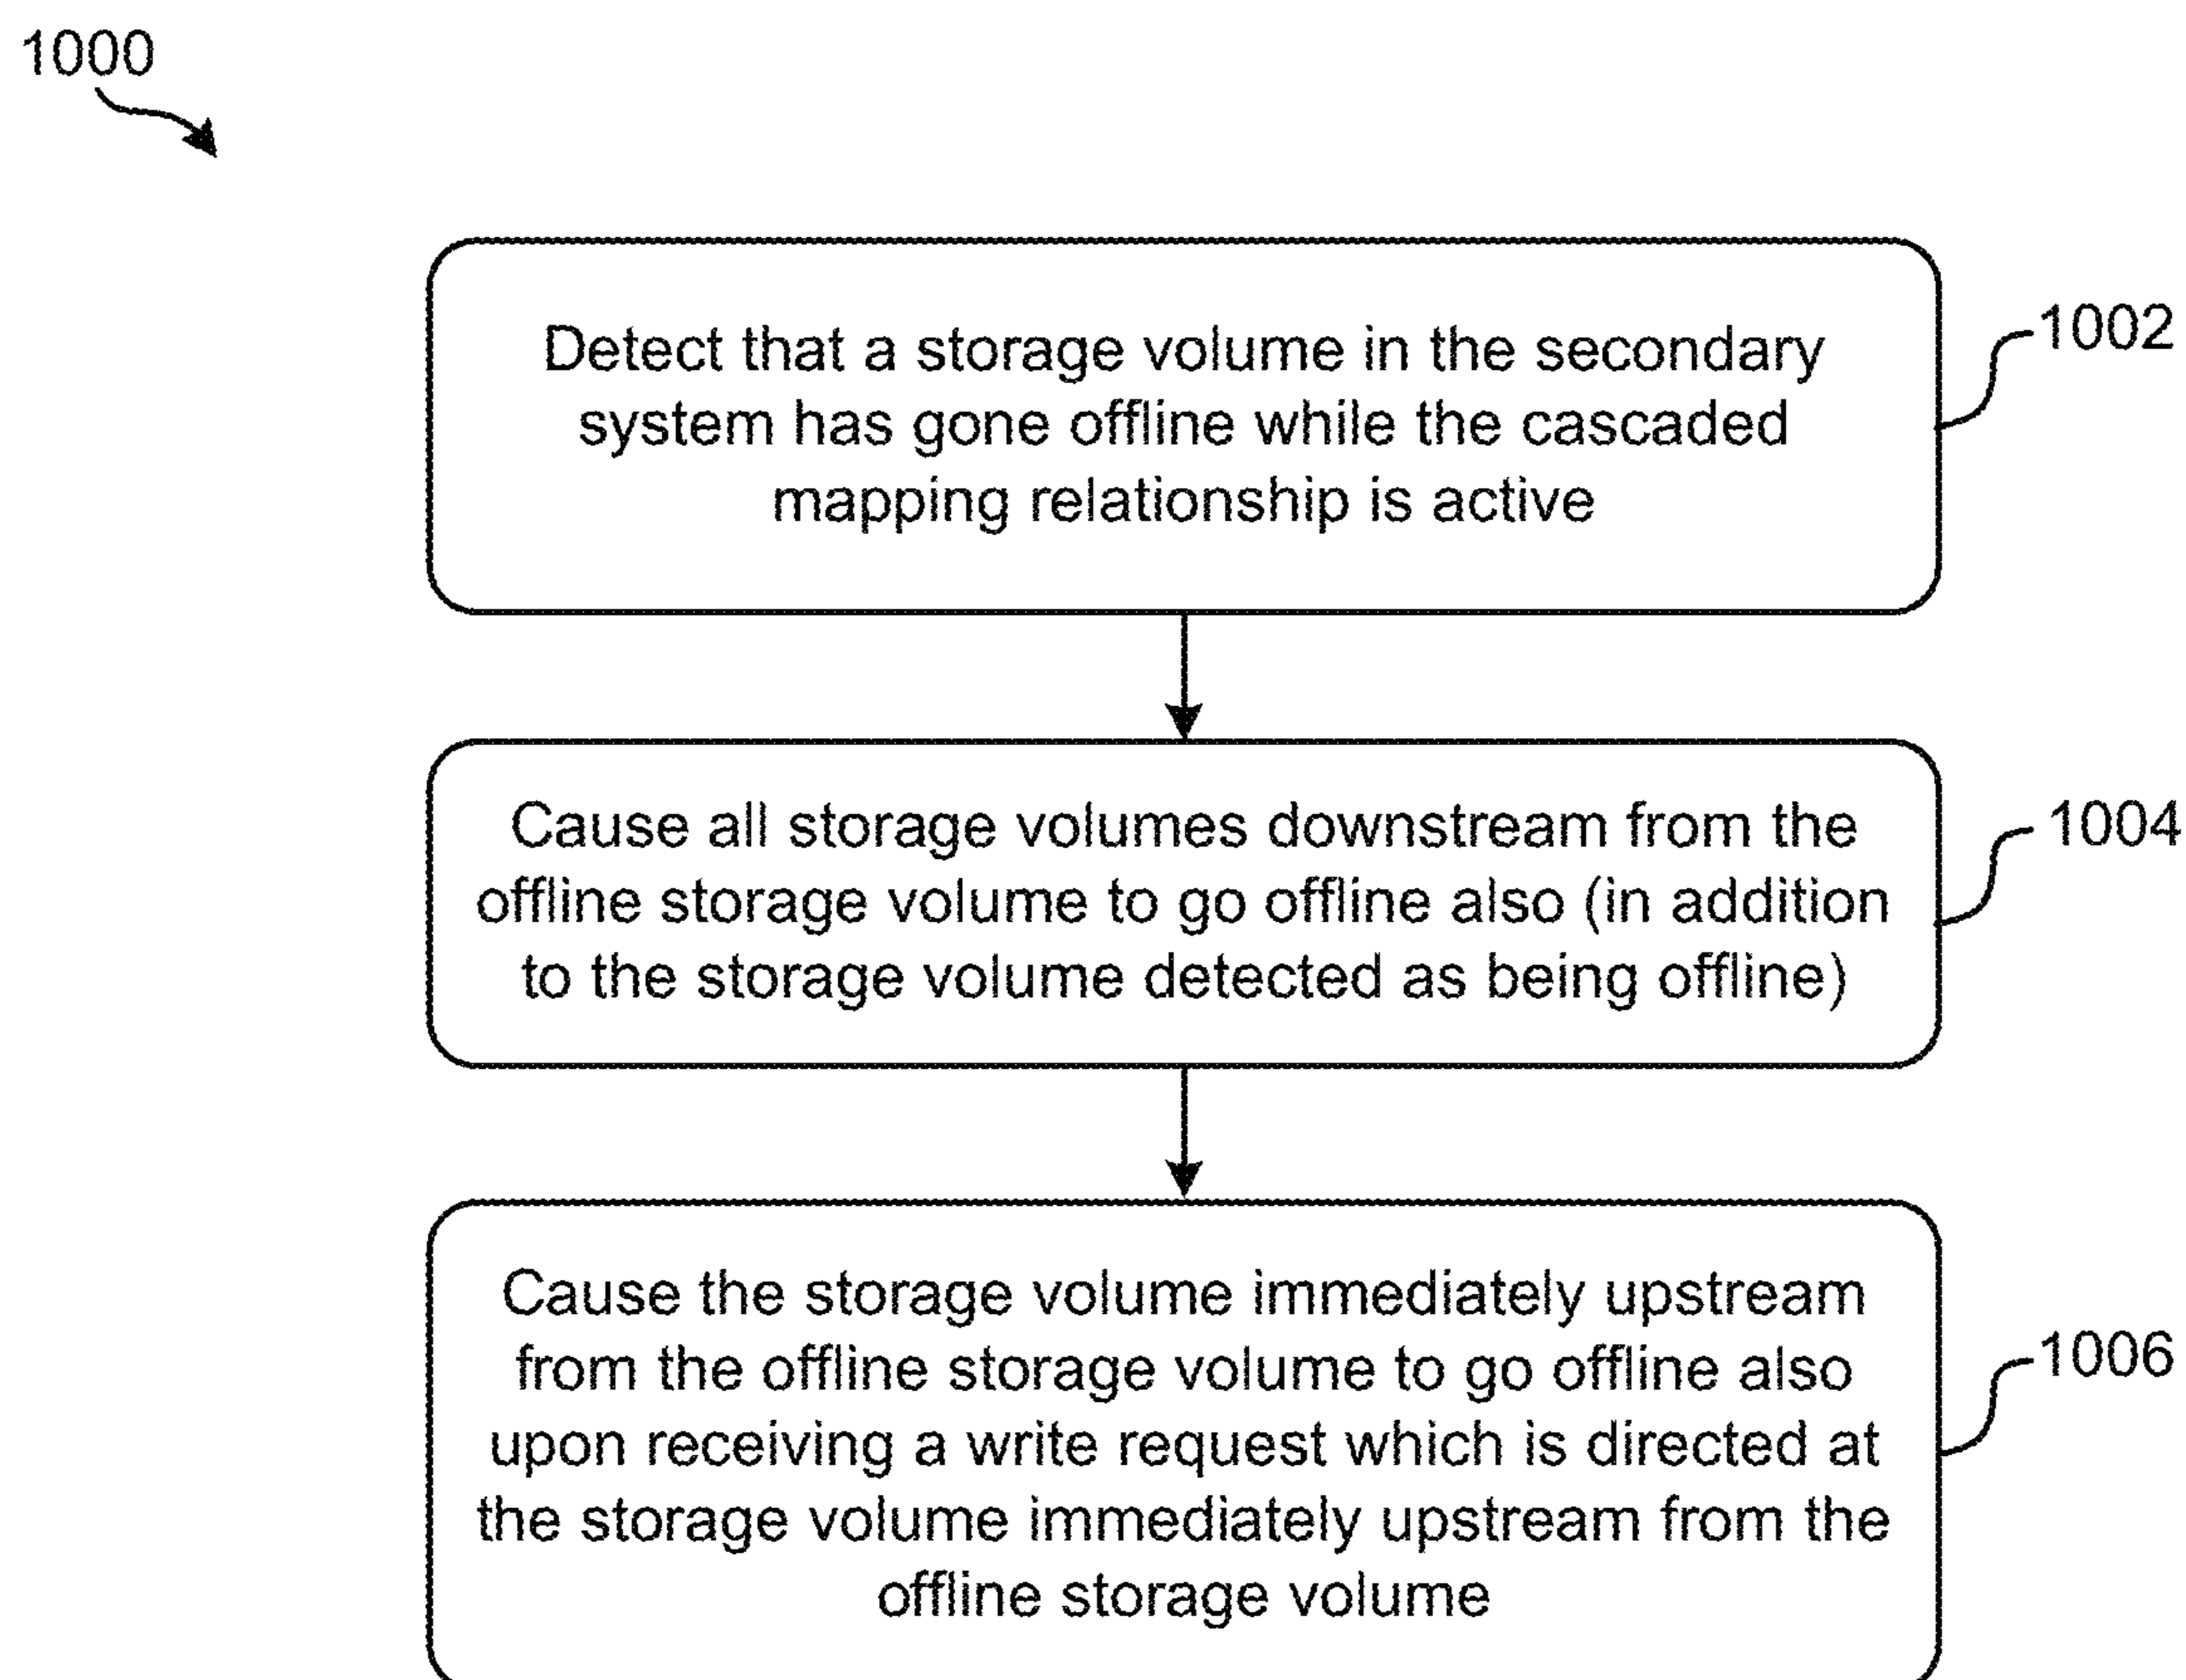 1000
Detect that a storage volume in the secondary
system has gone offline while the cascaded
mapping relationship is active
1002
Cause all storage volumes downstream from the
offline storage volume to go offline also (in addition
to the storage volume detected as being offline)
1004
Cause the storage volume immediately upstream
from the offline storage volume to go offline also
upon receiving a write request which is directed at
the storage volume immediately upstream from the
offline storage volume
1006